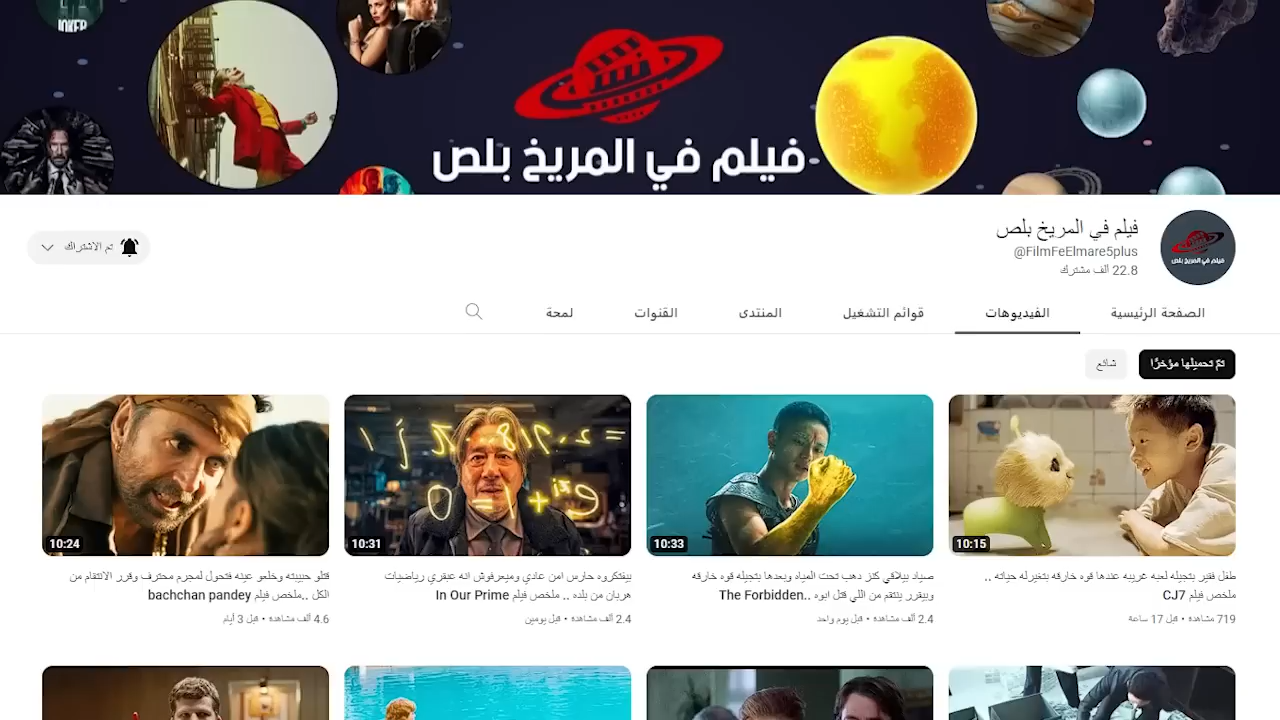 JOKER
فيلم في المريخ بلص
فيلم في المريخ بلص
فيلم في المريخ بلص
@FilmFeElmare5plus
22.8 ألف مشترك
تم الاشتراك
الصفحة الرئيسية
الفيديوهات
قوائم التشغيل
المنتدى
القنوات
لمحة
تمّ تحميلها مؤخرًا
شائع
10:15
10:33
10:31
10:24
طفل فقير بتجيله لعبه غريبه عندها قوه خارقه بتغيرله حياته ..
ملخص فيلم CJ7
719 مشاهدة • قبل 17 ساعة
صياد بيلاقي كنز دهب تحت المياه وبعدها بتجيله قوه خارقه
وبيقرر ينتقم من اللي قتل ابوه ..The Forbidden
2.4 ألف مشاهدة • قبل يوم واحد
بيفتكروه حارس امن عادي وميعرفوش انه عبقري رياضيات
هربان من بلده .. ملخص فيلم In Our Prime
2.4 ألف مشاهدة • قبل يومين
قتلو حبيبته وخلعو عينه فتحول لمجرم محترف وقرر الانتقام من
الكل ..ملخص فيلم bachchan pandey
4.6 ألف مشاهدة • قبل 3 أيام